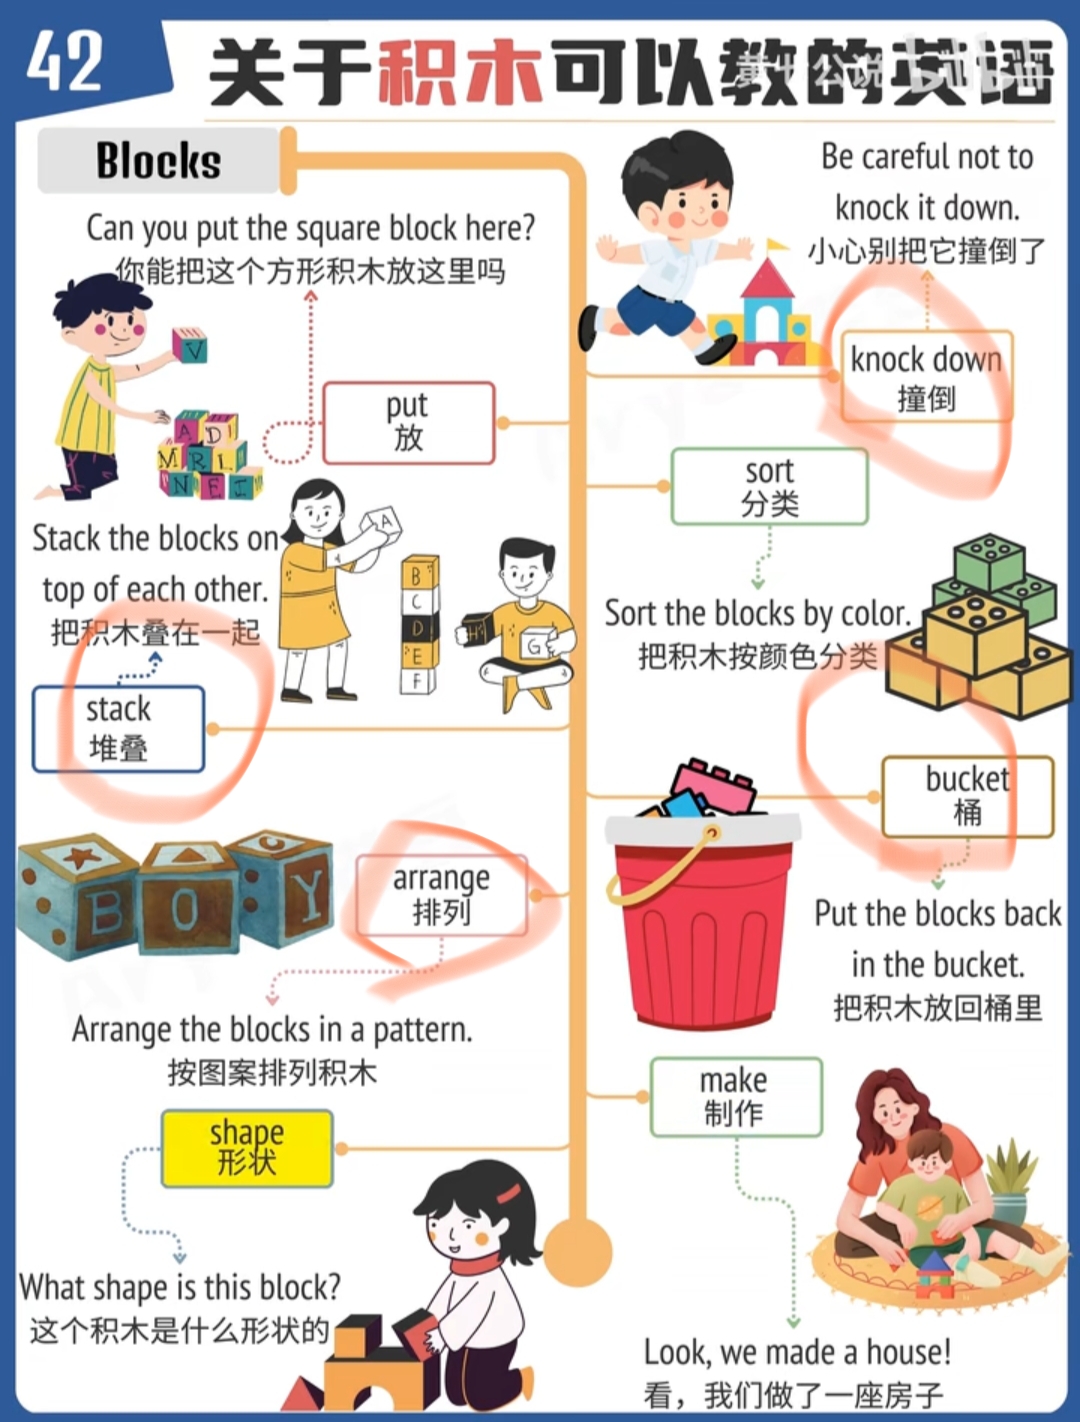 42
关于积木可以教的英语
Blocks
Can you put the square block here?
你能把这个方形积木放这里吗
V
A D
M R L
N E I
put
放
Be careful not to
knock it down.
小心别把它撞倒了
knock down
撞倒
sort
分类
Sort the blocks by color.
把积木按颜色分类
Stack the blocks on
top of each other.
把积木叠在一起
stack
堆叠
A
B
C
D
E
F
H
G
bucket
桶
Put the blocks back
in the bucket.
把积木放回桶里
BOY
arrange
排列
Arrange the blocks in a pattern.
按图案排列积木
shape
形状
What shape is this block?
这个积木是什么形状的
make
制作
Look, we made a house!
看，我们做了一座房子